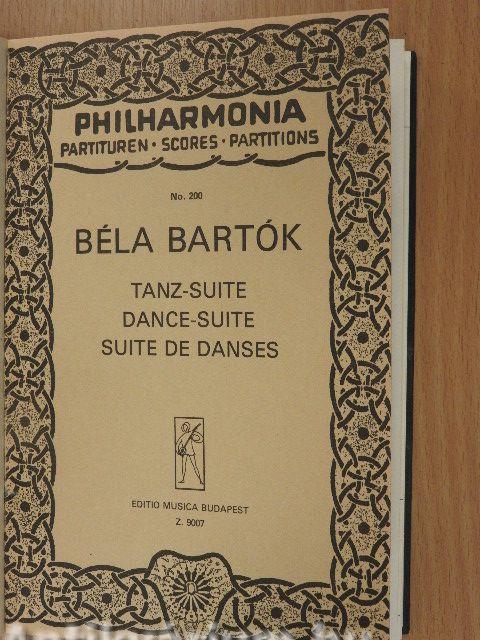 PHILHARMONIA
PARTITUREN · SCORES · PARTITIONS
No. 200
BÉLA BARTÓK
TANZ-SUITE
DANCE-SUITE
SUITE DE DANSES
EDITIO MUSICA BUDAPEST
Z. 9007